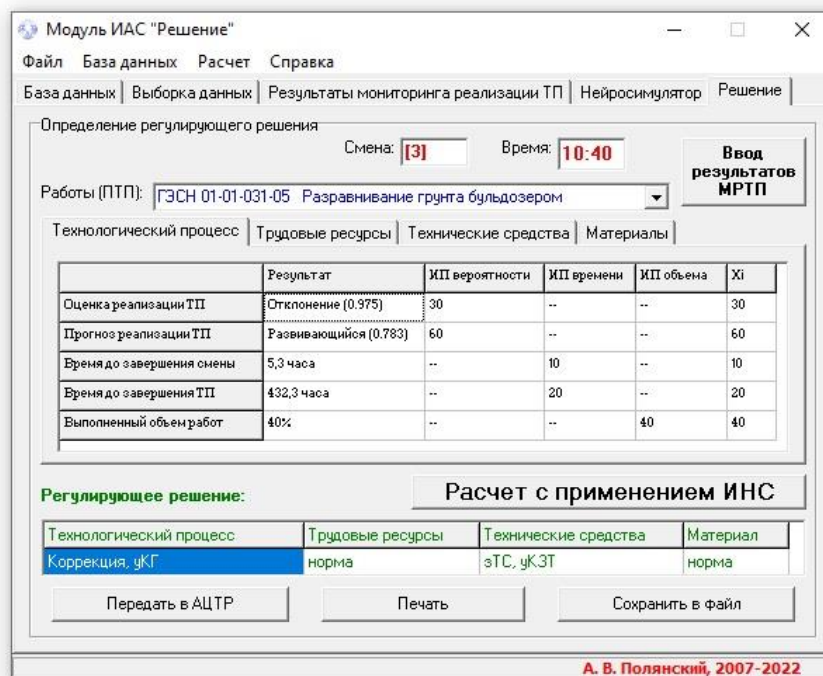 Модуль ИАС "Решение"
Файл База данных Расчет Справка
База данных Выборка данных Результаты мониторинга реализации ТП Нейросимулятор Решение
Определение регулирующего решения
Смена: [3] Время: 10:40
Ввод результатов МРТП
Работы (ПТП): ГЭСН 01-01-031-05 Разравнивание грунта бульдозером
Технологический процесс Трудовые ресурсы Технические средства Материалы
Результат ИП вероятности ИП времени ИП объема Xi
Оценка реализации ТП Отклонение (0.975) 30 -- -- 30
Прогноз реализации ТП Развивающийся (0.783) 60 -- -- 60
Время до завершения смены 5,3 часа -- 10 -- 10
Время до завершения ТП 432,3 часа -- 20 -- 20
Выполненный объем работ 40% -- -- 40 40
Регулирующее решение: Расчет с применением ИНС
Технологический процесс Трудовые ресурсы Технические средства Материал
Коррекция, уКГ норма эТС, уК.ЗТ норма
Передать в АЦТР Печать Сохранить в файл
А. В. Полянский, 2007-2022